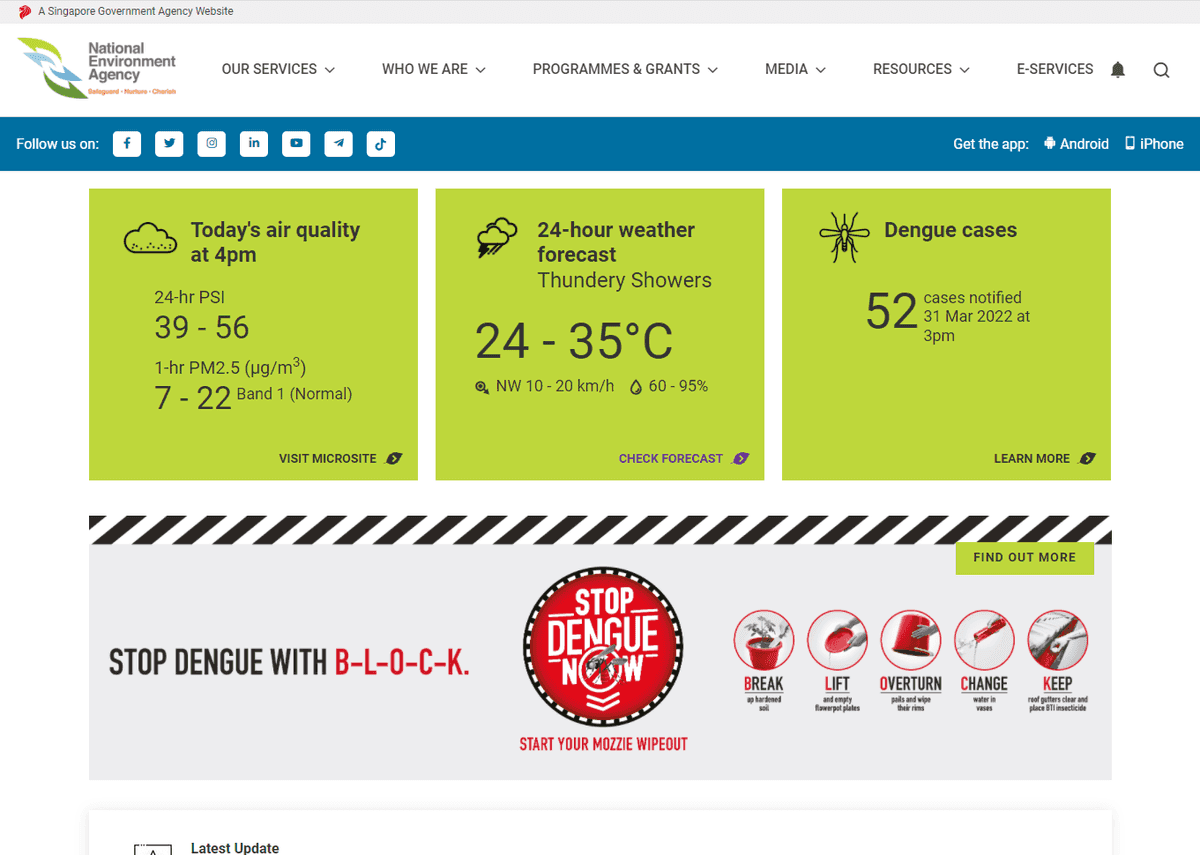 A Singapore Government Agency Website
National
Environment
Agency
Safeguard • Nurture • Cherish
OUR SERVICES
WHO WE ARE
PROGRAMMES & GRANTS
MEDIA
RESOURCES
E-SERVICES
Follow us on:
Get the app:
Android
iPhone
Today's air quality
at 4pm
24-hr PSI
39 - 56
1-hr PM2.5 (µg/m³)
7 - 22 Band 1 (Normal)
VISIT MICROSITE
24-hour weather
forecast
Thundery Showers
24 - 35°C
NW 10 - 20 km/h
60 - 95%
CHECK FORECAST
Dengue cases
52
cases notified
31 Mar 2022 at
3pm
LEARN MORE
FIND OUT MORE
STOP DENGUE WITH B-L-O-C-K.
STOP
DENGUE
NOW
START YOUR MOZZIE WIPEOUT
BREAK
up hardened
soil
LIFT
and empty
flowerpot plates
OVERTURN
pails and wipe
their rims
CHANGE
water in
vases
KEEP
roof gutters clear and
place BTI insecticide
Latest Update